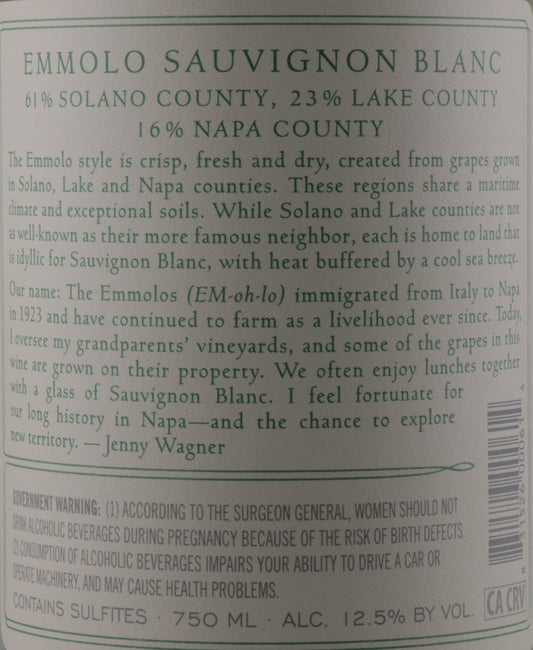 EMMOLO SAUVIGNON BLANC
61% SOLANO COUNTY, 23% LAKE COUNTY
16% NAPA COUNTY
The Emmolo style is crisp, fresh and dry, created from grapes grown
in Solano, Lake and Napa counties. These regions share a maritime
climate and exceptional soils. While Solano and Lake counties are not
as well-known as their more famous neighbor, each is home to land that
is idyllic for Sauvignon Blanc, with heat buffered by a cool sea breeze.
Our name: The Emmolos (EM-oh-lo) immigrated from Italy to Napa
in 1923 and have continued to farm as a livelihood ever since. Today,
I oversee my grandparents' vineyards, and some of the grapes in this
wine are grown on their property. We often enjoy lunches together
with a glass of Sauvignon Blanc. I feel fortunate for
our long history in Napa—and the chance to explore
new territory. — Jenny Wagner
GOVERNMENT WARNING: (1) ACCORDING TO THE SURGEON GENERAL, WOMEN SHOULD NOT
DRINK ALCOHOLIC BEVERAGES DURING PREGNANCY BECAUSE OF THE RISK OF BIRTH DEFECTS.
(2) CONSUMPTION OF ALCOHOLIC BEVERAGES IMPAIRS YOUR ABILITY TO DRIVE A CAR OR
OPERATE MACHINERY, AND MAY CAUSE HEALTH PROBLEMS.
CONTAINS SULFITES · 750 ML · ALC. 12.5% BY VOL.
CA CRV
8 31526 00061 4